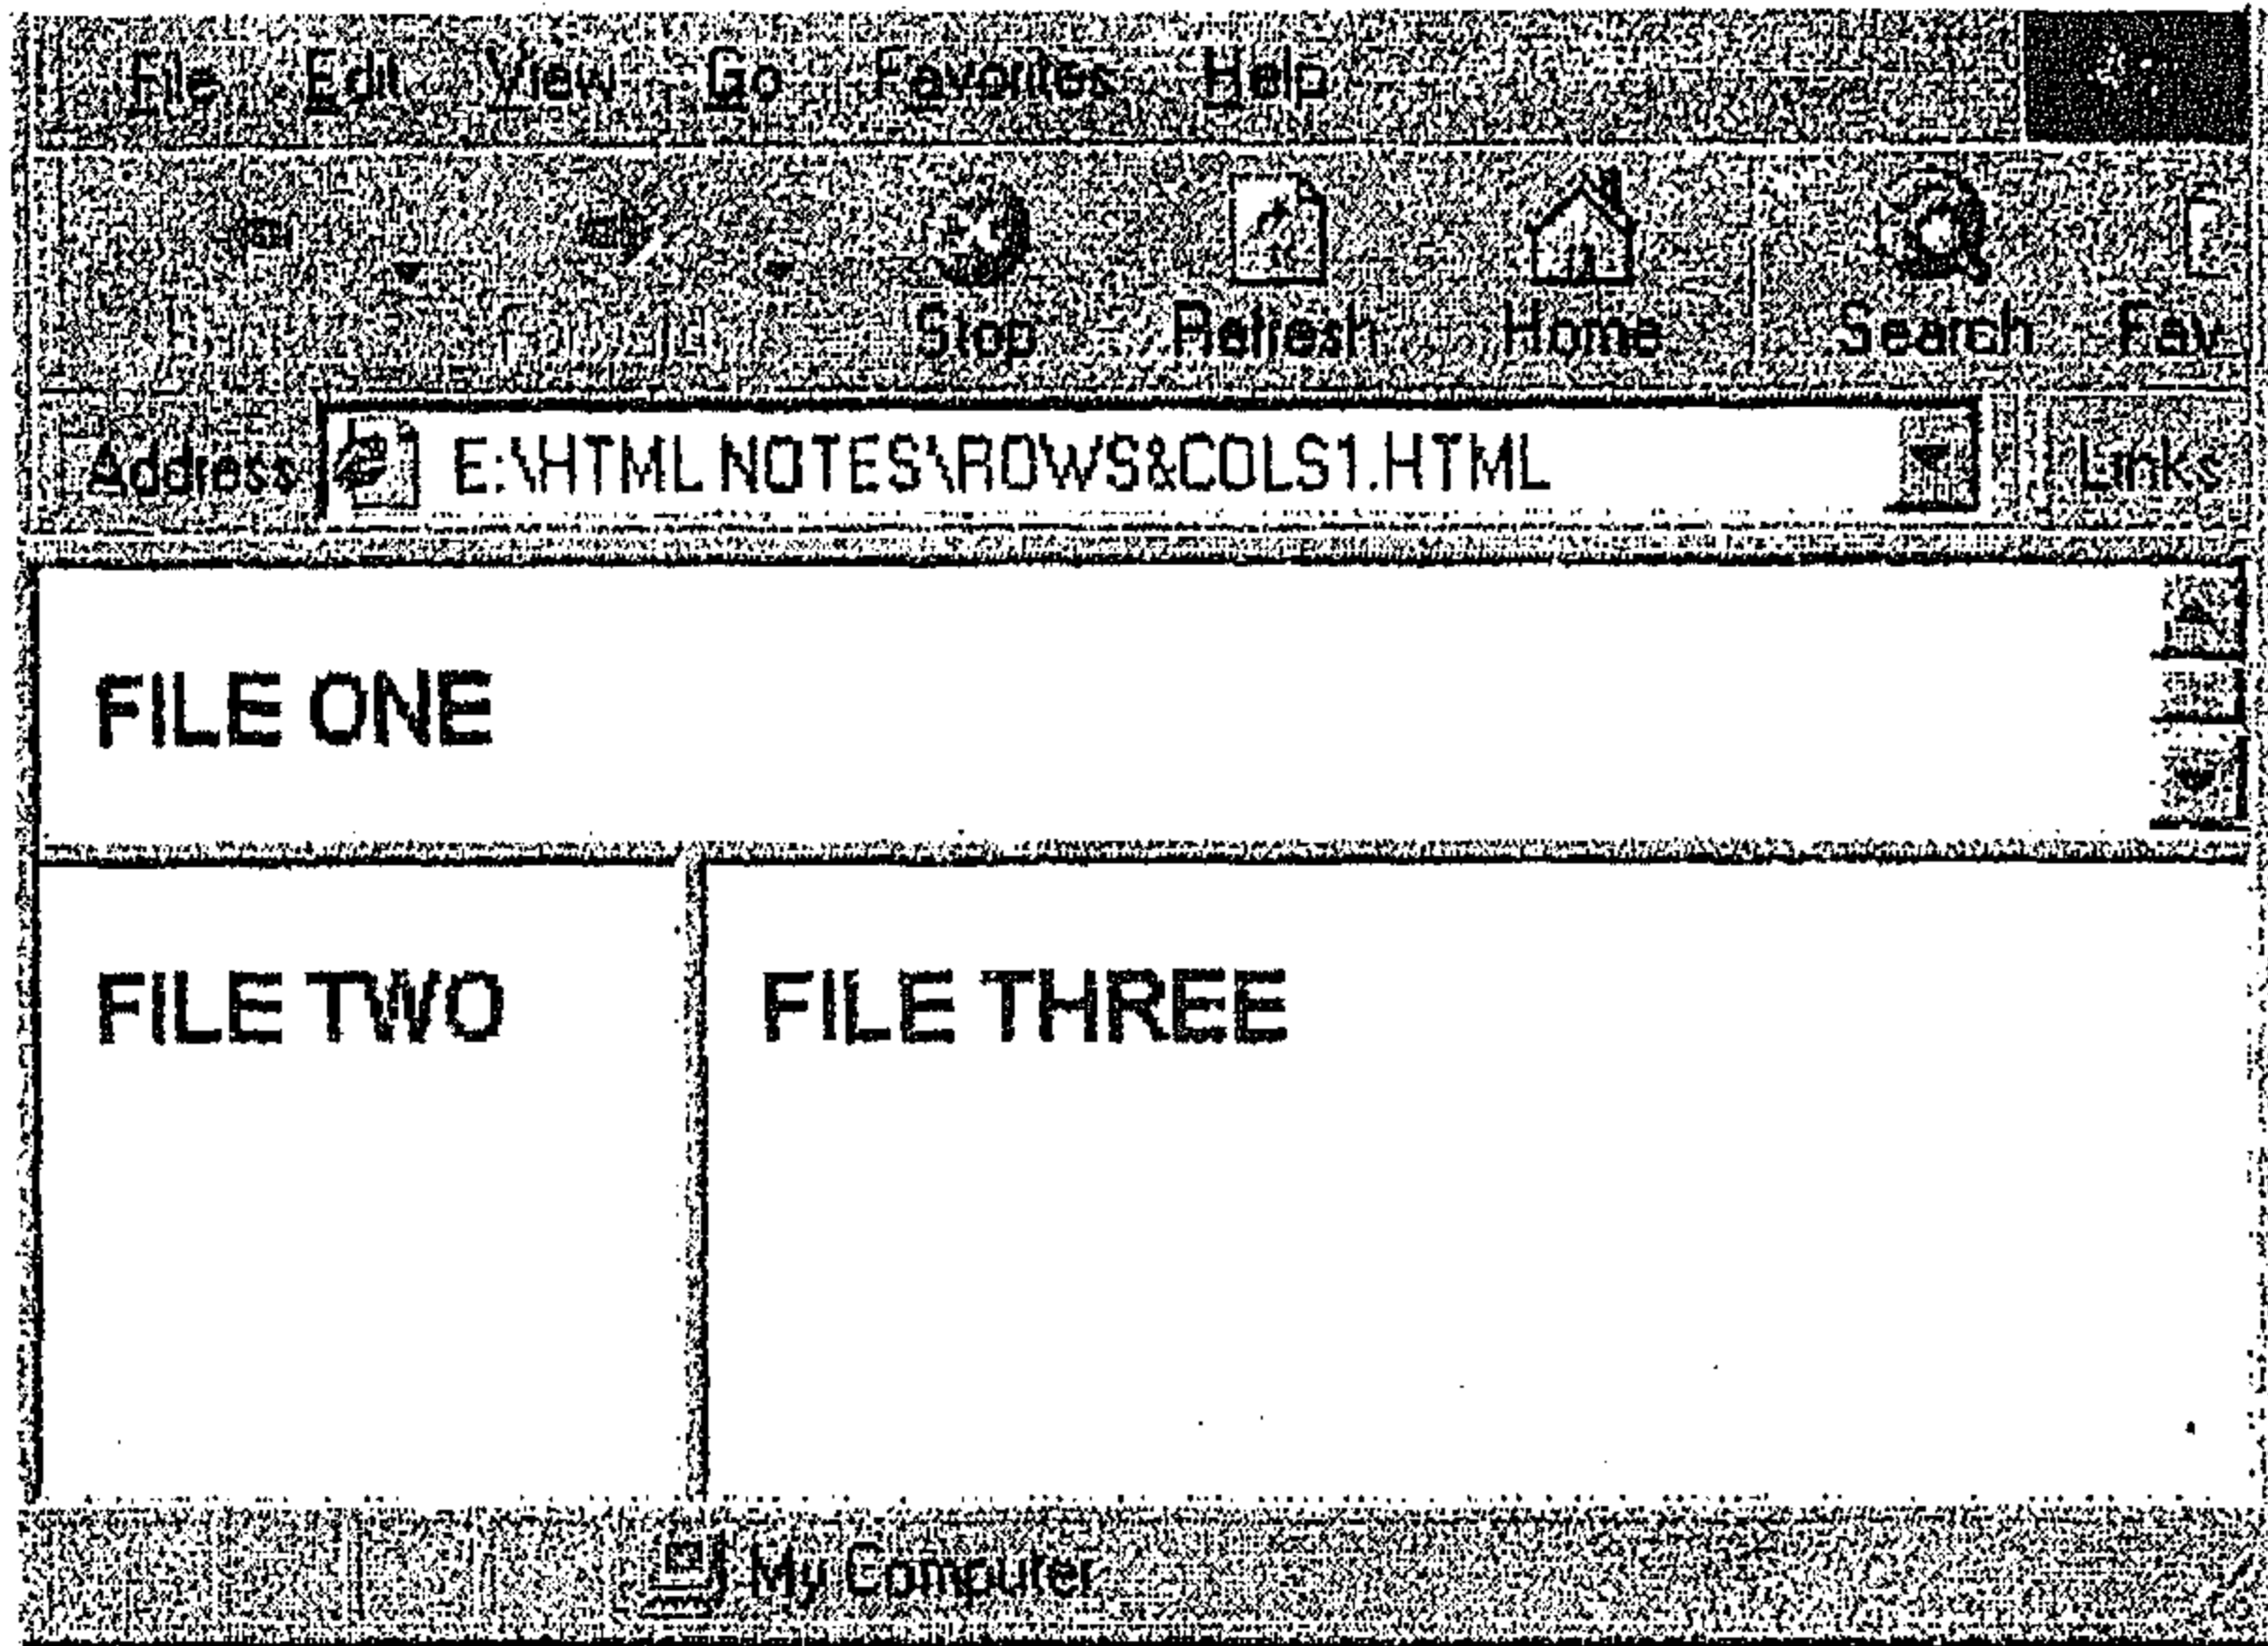 File Edit View Go Favorites Help
Forward Stop Refresh Home Search Fav
Address E:\HTML NOTES\ROWS&COLS1.HTML Links
FILE ONE
FILE TWO FILE THREE
My Computer